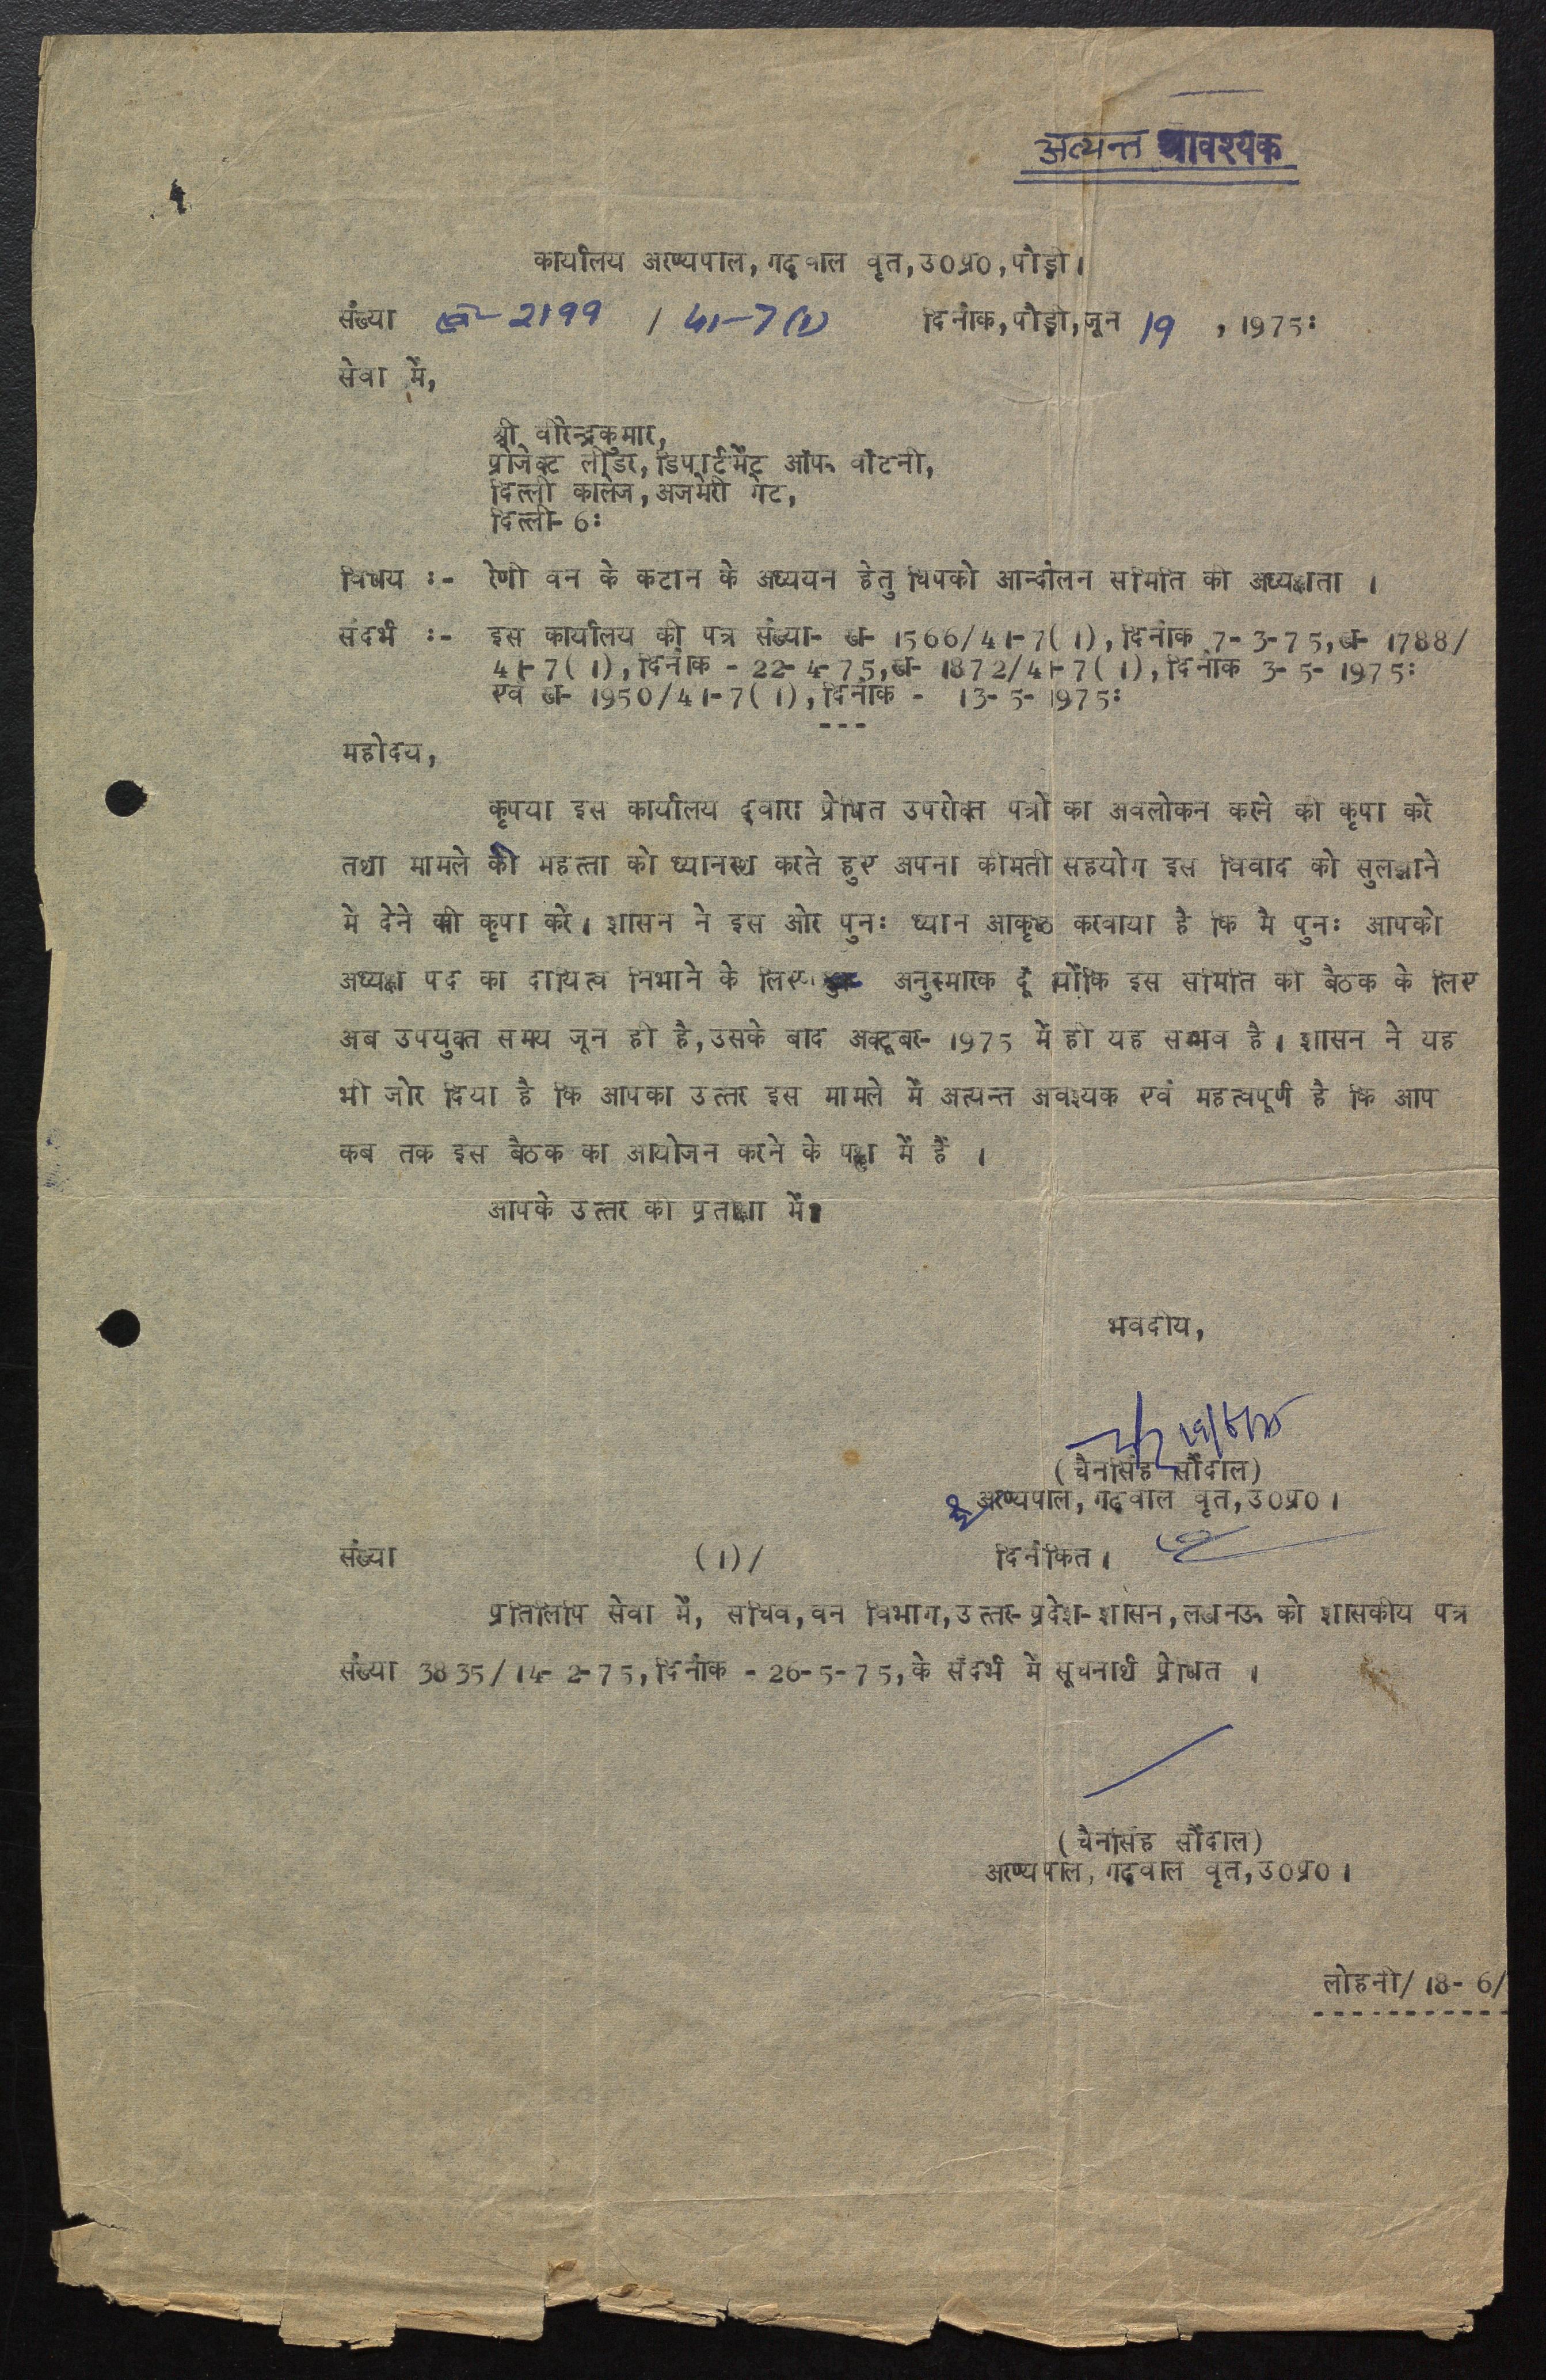 अत्यन्त आवश्यक
कार्यालय अरण्यपाल, गढ़वाल वृत, उ०प्र०, पौड़ी।
संख्या ख- 2199 / 41-7(1) दिनांक, पौड़ी, जून 19 , 1975:
सेवा में,
श्री वीरेन्द्रकुमार,
प्रोजेक्ट लीडर, डिपार्टमेंट ऑफ बॉटनी,
दिल्ली कालेज, अजमेरी गेट,
दिल्ली- 6:
विषय :- रेणी वन के कटान के अध्ययन हेतु चिपको आन्दोलन समिति की अध्यक्षता ।
संदर्भ :- इस कार्यालय की पत्र संख्या- ख- 1566/41-7(1), दिनांक 7-3-75, ख- 1788/
41-7(1), दिनांक - 22-4-75, ख- 1872/41-7(1), दिनांक 3-5-1975:
एवं ख- 1950/41-7(1), दिनांक - 13-5-1975:
---
महोदय,
कृपया इस कार्यालय द्वारा प्रेषित उपरोक्त पत्रों का अवलोकन करने की कृपा करें
तथा मामले की महत्ता को ध्यानस्थ करते हुए अपना कीमती सहयोग इस विवाद को सुलझाने
मे देने की कृपा करे। शासन ने इस ओर पुनः ध्यान आकृष्ठ करवाया है कि मै पुनः आपको
अध्यक्ष पद का दायित्व निभाने के लिए अनुस्मारक दूँ क्योंकि इस समिति की बैठक के लिए
अब उपयुक्त समय जून ही है, उसके बाद अक्टूबर- 1975 में ही यह सम्भव है। शासन ने यह
भी जोर दिया है कि आपका उत्तर इस मामले में अत्यन्त अवश्यक एवं महत्वपूर्ण है कि आप
कब तक इस बैठक का आयोजन करने के पक्ष में हैं ।
आपके उत्तर की प्रतीक्षा में।
भवदीय,
(चैनसिंह सौंदाल)
अरण्यपाल, गढ़वाल वृत, उ०प्र०।
संख्या (1)/ दिनंकित।
प्रतिलिपि सेवा में, सचिव, वन विभाग, उत्तर-प्रदेश-शासन, लखनऊ को शासकीय पत्र
संख्या 3835/14-2-75, दिनांक - 26-5-75, के संदर्भ मे सूचनार्थ प्रेषित ।
(चैनसिंह सौंदाल)
अरण्यपाल, गढ़वाल वृत, उ०प्र०।
लोहनी/18-6/